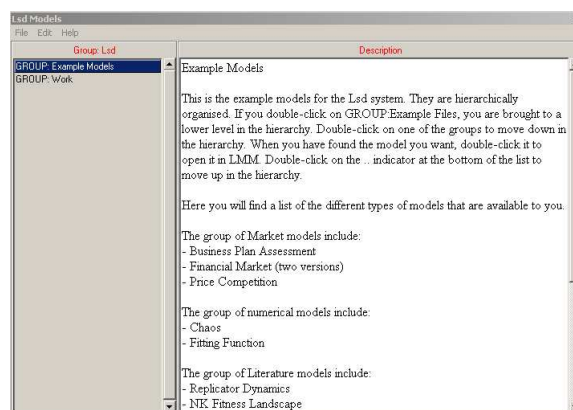 Lsd Models
File Edit Help
Group: Lsd
Description
GROUP: Example Models
GROUP: Work
Example Models
This is the example models for the Lsd system. They are hierarchically
organised. If you double-click on GROUP:Example Files, you are brought to a
lower level in the hierarchy. Double-click on one of the groups to move down in
the hierarchy. When you have found the model you want, double-click it to
open it in LMM. Double-click on the .. indicator at the bottom of the list to
move up in the hierarchy.
Here you will find a list of the different types of models that are available to you.
The group of Market models include:
- Business Plan Assessment
- Financial Market (two versions)
- Price Competition
The group of numerical models include:
- Chaos
- Fitting Function
The group of Literature models include:
- Replicator Dynamics
- NK Fitness Landscape